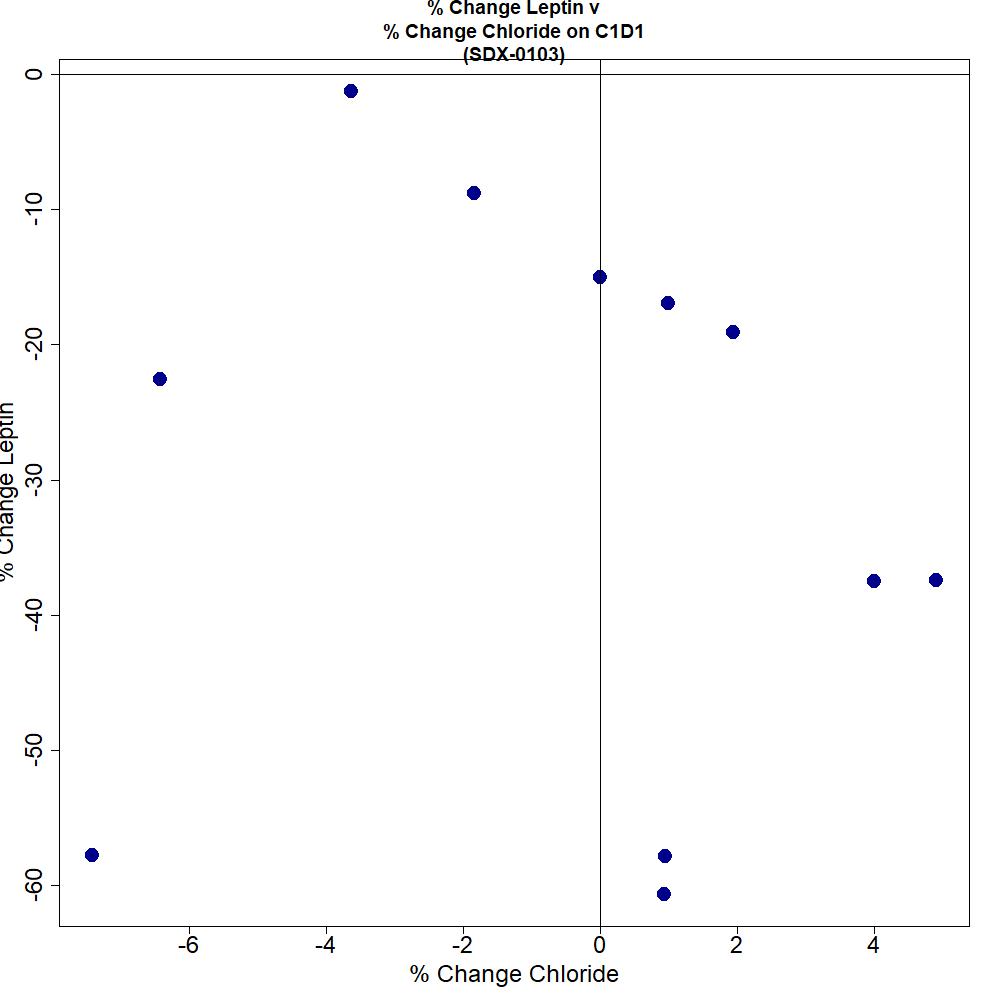 % Change Leptin v
% Change Chloride on C1D1
(SDX-0103)
0
-10
-20
-30
-40
-50
-60
% Change Leptin
-6
-4
-2
0
2
4
% Change Chloride